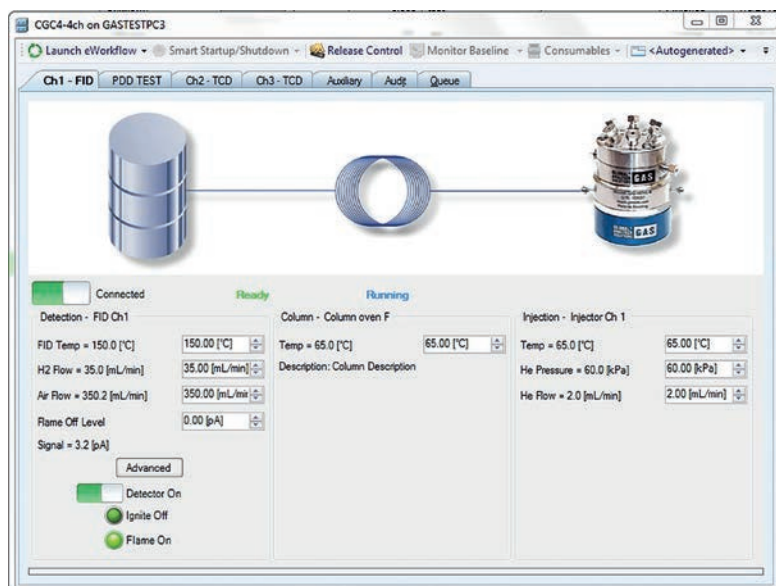 CGC4-4ch on GASTESTPC3
Launch eWorkflow Smart Startup/Shutdown Release Control Monitor Baseline Consumables <Autogenerated>
Ch1 - FID PDD TEST Ch2 - TCD Ch3 - TCD Auxiliary Audit Queue
GAS
GAS
Connected Ready Running
Detection - FID Ch1 Column - Column oven F Injection - Injector Ch 1
FID Temp = 150.0 [°C] 150.00 [°C] Temp = 65.0 [°C] 65.00 [°C] Temp = 65.0 [°C] 65.00 [°C]
H2 Flow = 35.0 [mL/min] 35.00 [mL/min] Description: Column Description He Pressure = 60.0 [kPa] 60.00 [kPa]
Air Flow = 350.2 [mL/min] 350.00 [mL/mir He Flow = 2.0 [mL/min] 2.00 [mL/min]
Flame Off Level 0.00 [pA]
Signal = 3.2 [pA]
Advanced
Detector On
Ignite Off
Flame On